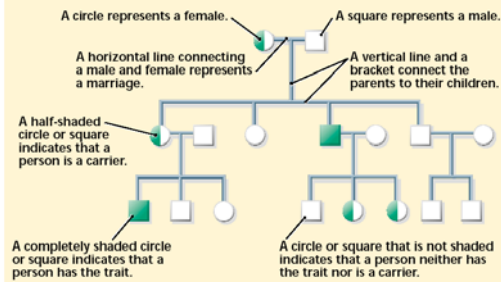 A circle represents a female.
A square represents a male.
A horizontal line connecting
a male and female represents
a marriage.
A vertical line and a
bracket connect the
parents to their children.
A half-shaded
circle or square
indicates that a
person is a carrier.
A completely shaded circle
or square indicates that a
person has the trait.
A circle or square that is not shaded
indicates that a person neither has
the trait nor is a carrier.